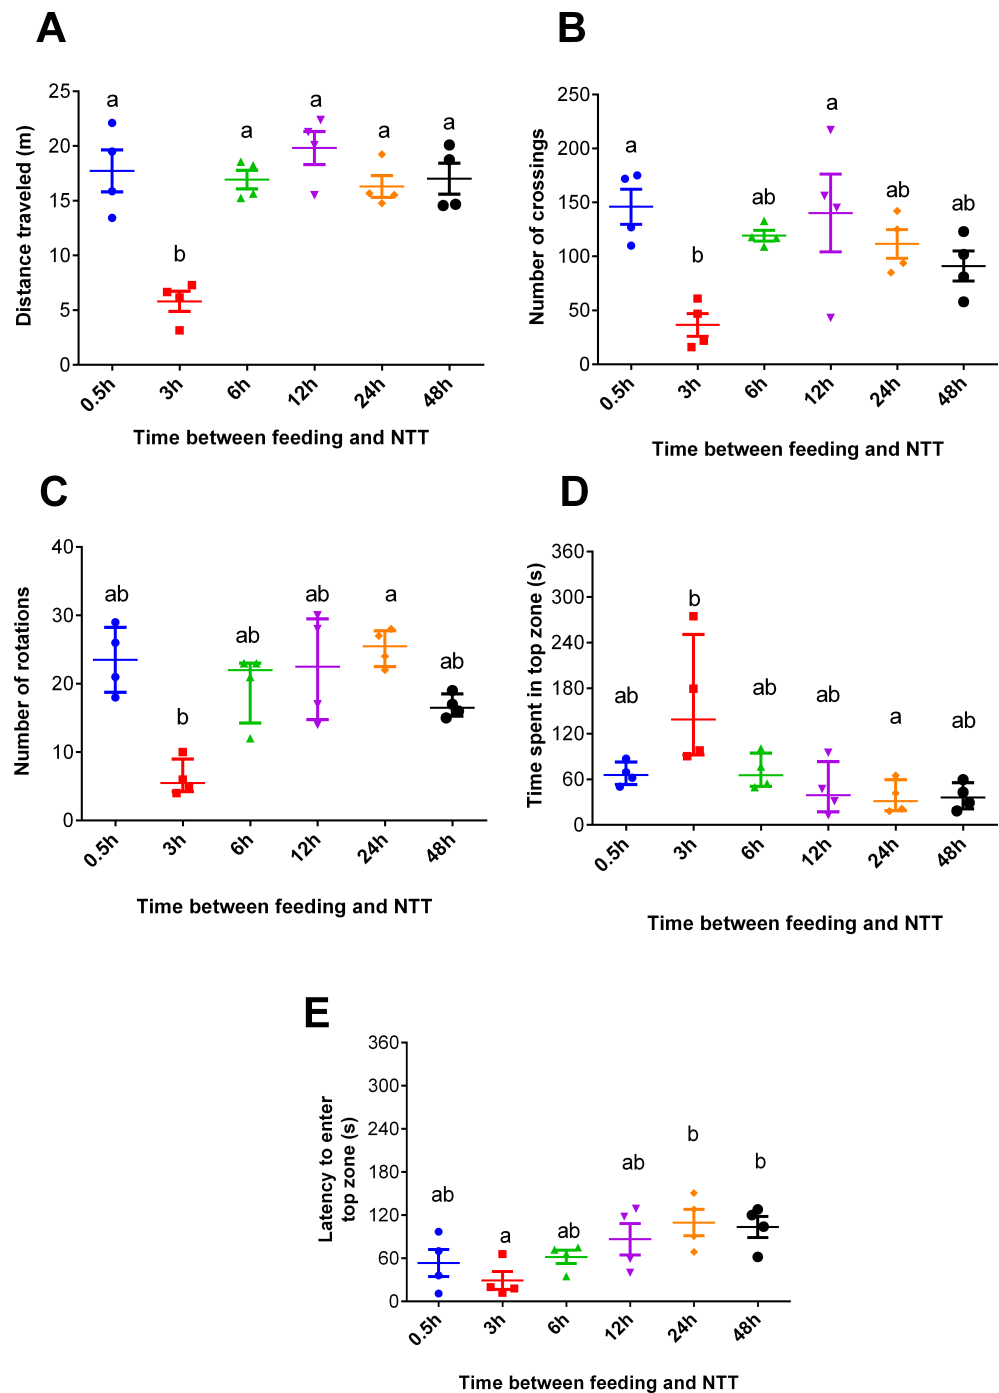 A
Distance traveled (m)
25
20
15
10
5
0
a
b
a
a
a
a
0.5h
3h
6h
12h
24h
48h
Time between feeding and NTT
B
Number of crossings
250
200
150
100
50
0
a
b
ab
a
ab
ab
0.5h
3h
6h
12h
24h
48h
Time between feeding and NTT
C
Number of rotations
40
30
20
10
0
ab
b
ab
ab
a
ab
0.5h
3h
6h
12h
24h
48h
Time between feeding and NTT
D
Time spent in top zone (s)
360
300
240
180
120
60
0
ab
b
ab
ab
a
ab
0.5h
3h
6h
12h
24h
48h
Time between feeding and NTT
E
Latency to enter
top zone (s)
360
300
240
180
120
60
0
ab
a
ab
ab
b
b
0.5h
3h
6h
12h
24h
48h
Time between feeding and NTT